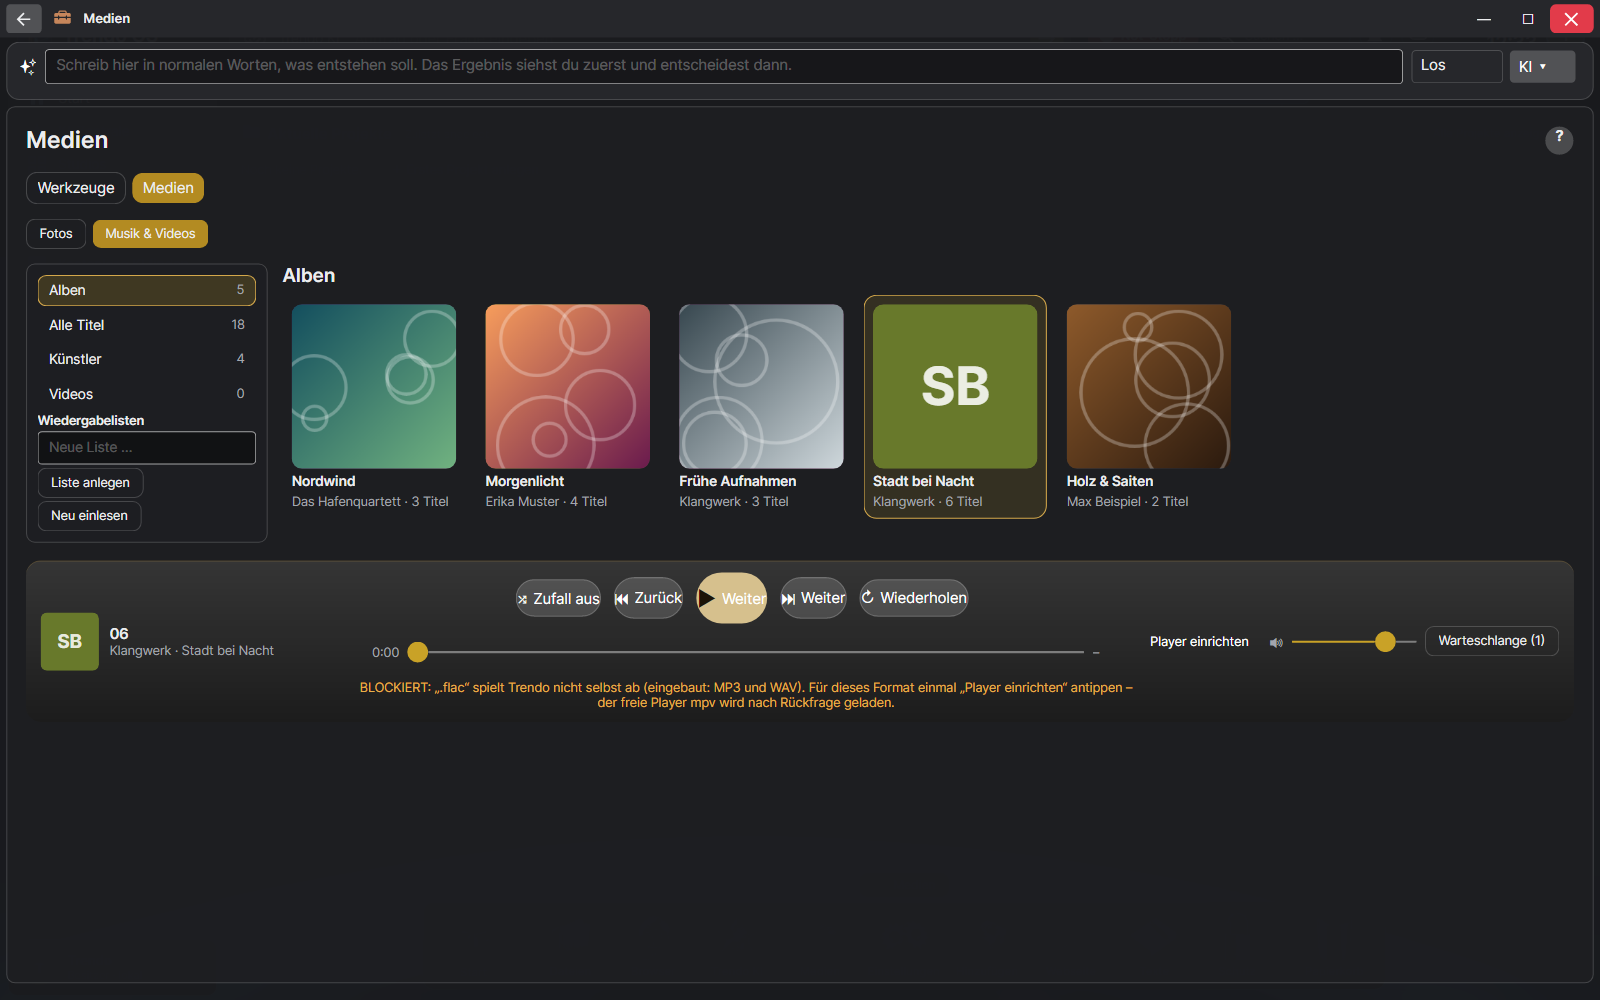 Medien
Schreib hier in normalen Worten, was entstehen soll. Das Ergebnis siehst du zuerst und entscheidest dann.
Los
KI
Medien
?
Werkzeuge
Medien
Fotos
Musik & Videos
Alben 5
Alle Titel 18
Künstler 4
Videos 0
Wiedergabelisten
Neue Liste ...
Liste anlegen
Neu einlesen
Alben
Nordwind
Das Hafenquartett · 3 Titel
Morgenlicht
Erika Muster · 4 Titel
Frühe Aufnahmen
Klangwerk · 3 Titel
SB
Stadt bei Nacht
Klangwerk · 6 Titel
Holz & Saiten
Max Beispiel · 2 Titel
Zufall aus
Zurück
Weiter
Weiter
Wiederholen
SB
06
Klangwerk · Stadt bei Nacht
0:00
–
Player einrichten
Warteschlange (1)
BLOCKIERT: „.flac“ spielt Trendo nicht selbst ab (eingebaut: MP3 und WAV). Für dieses Format einmal „Player einrichten“ antippen –
der freie Player mpv wird nach Rückfrage geladen.